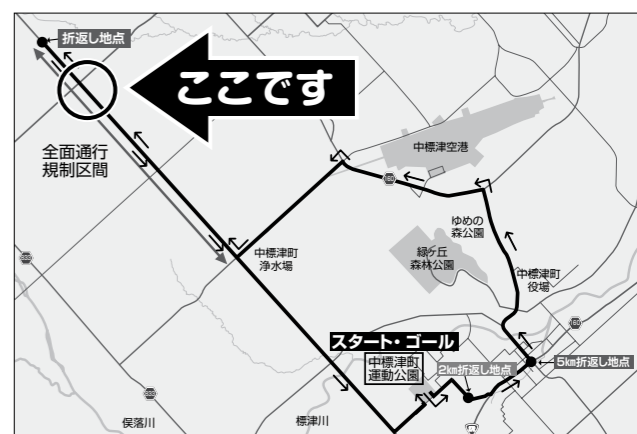 折返し地点
ここです
全面通行
規制区間
中標津空港
ゆめの
森公園
緑ヶ丘
森林公園
中標津町
役場
中標津町
浄水場
スタート・ゴール
中標津町
運動公園
2km折返し地点
5km折返し地点
俣落川
標津川